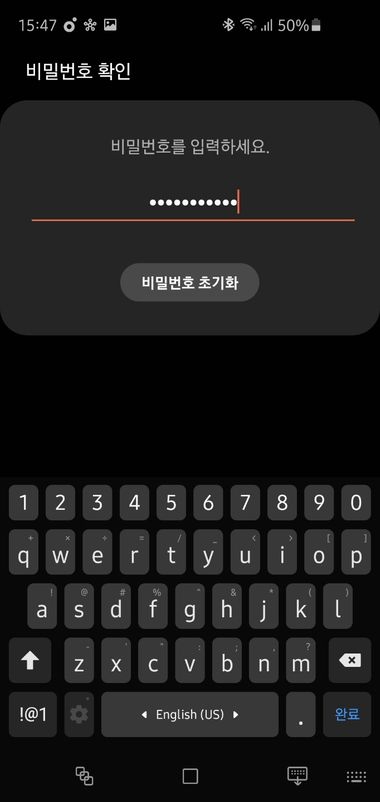 15:47 50%
비밀번호 확인
비밀번호를 입력하세요.
•••••••••••
비밀번호 초기화
1 2 3 4 5 6 7 8 9 0
+ × ÷ = / _ < > [ ]
q w e r t y u i o p
! @ # % ^ & * ( )
a s d f g h j k l
- ' " : ; , ?
z x c v b n m
!@1 English (US) . 완료